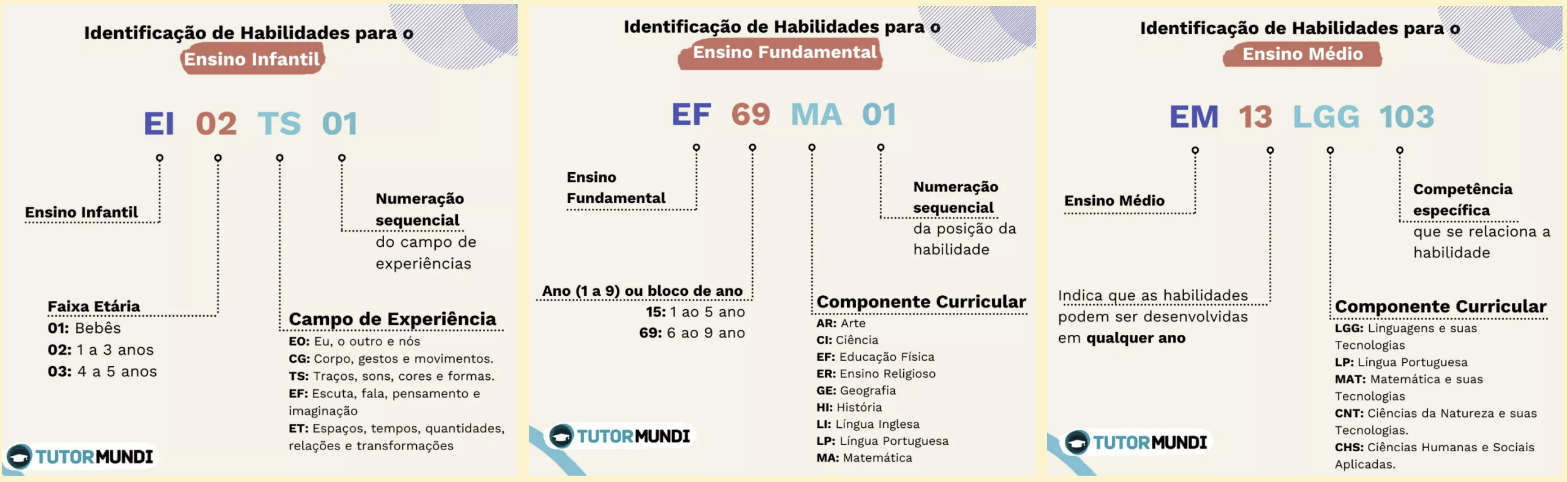 Identificação de Habilidades para o
Ensino Infantil
EI 02 TS 01
Ensino Infantil
Numeração
sequencial
do campo de
experiências
Faixa Etária
01: Bebês
02: 1 a 3 anos
03: 4 a 5 anos
Campo de Experiência
EO: Eu, o outro e nós
CG: Corpo, gestos e movimentos.
TS: Traços, sons, cores e formas.
EF: Escuta, fala, pensamento e
imaginação
ET: Espaços, tempos, quantidades,
relações e transformações
TUTORMUNDI
Identificação de Habilidades para o
Ensino Fundamental
EF 69 MA 01
Ensino
Fundamental
Numeração
sequencial
da posição da
habilidade
Ano (1 a 9) ou bloco de ano
15: 1 ao 5 ano
69: 6 ao 9 ano
Componente Curricular
AR: Arte
CI: Ciência
EF: Educação Física
ER: Ensino Religioso
GE: Geografia
HI: História
LI: Língua Inglesa
LP: Língua Portuguesa
MA: Matemática
TUTORMUNDI
Identificação de Habilidades para o
Ensino Médio
EM 13 LGG 103
Ensino Médio
Competência
específica
que se relaciona a
habilidade
Indica que as habilidades
podem ser desenvolvidas
em qualquer ano
Componente Curricular
LGG: Linguagens e suas
Tecnologias
LP: Língua Portuguesa
MAT: Matemática e suas
Tecnologias
CNT: Ciências da Natureza e suas
Tecnologias.
CHS: Ciências Humanas e Sociais
Aplicadas.
TUTORMUNDI